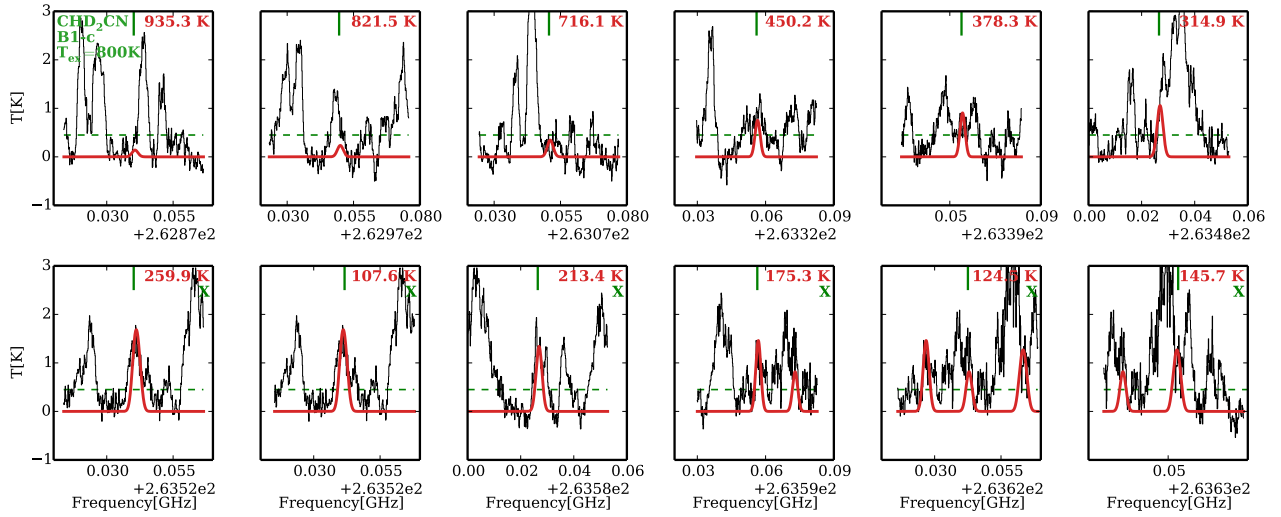 3
2
1
0
−1
T[K]
CHD₂CN
B1-c
Tₑₓ=300K
935.3 K
0.030 0.055
+2.6287e2
821.5 K
0.030 0.055 0.080
+2.6297e2
716.1 K
0.030 0.055 0.080
+2.6307e2
450.2 K
0.03 0.06 0.09
+2.6332e2
378.3 K
0.05 0.09
+2.6339e2
314.9 K
0.00 0.02 0.04 0.06
+2.6348e2
3
2
1
0
−1
T[K]
259.9 K
X
0.030 0.055
+2.6352e2
Frequency[GHz]
107.6 K
X
0.030 0.055
+2.6352e2
Frequency[GHz]
213.4 K
X
0.00 0.02 0.04 0.06
+2.6358e2
Frequency[GHz]
175.3 K
X
0.03 0.06 0.09
+2.6359e2
Frequency[GHz]
K
X
0.030 0.055
+2.6362e2
Frequency[GHz]
145.7 K
X
0.05
+2.6363e2
Frequency[GHz]